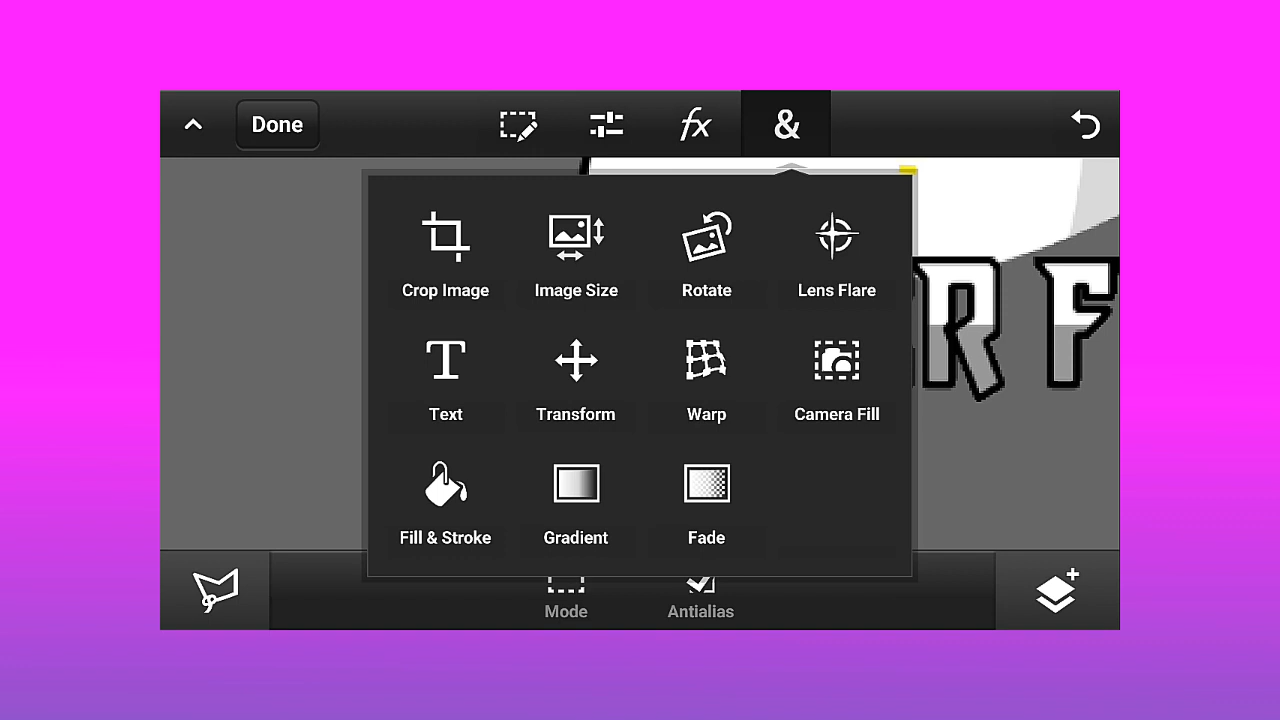 Done fx &
Crop Image Image Size Rotate Lens Flare
T
Text Transform Warp Camera Fill
Fill & Stroke Gradient Fade
R F
Mode Antialias